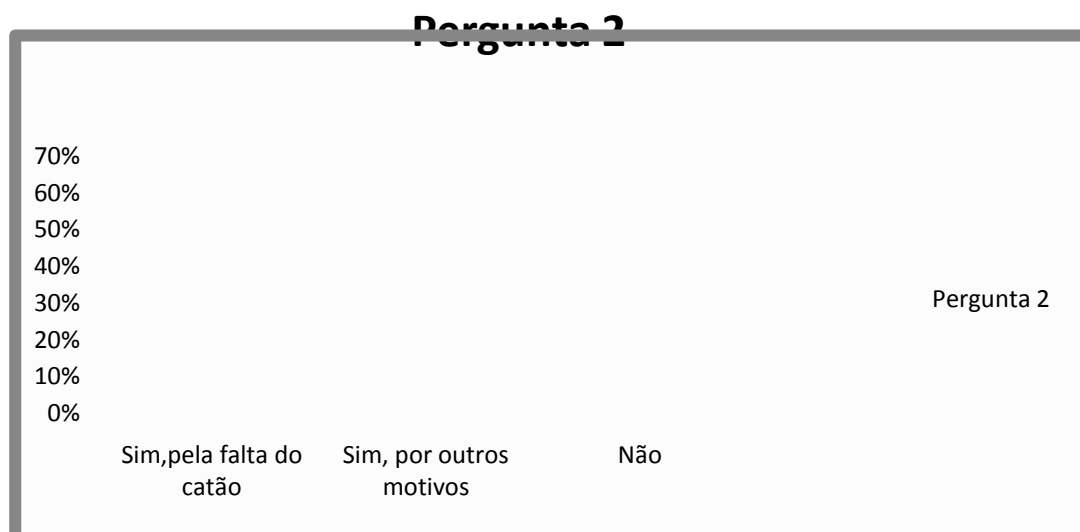 Pergunta 2
70%
60%
50%
40%
30%
20%
10%
0%
Pergunta 2
Sim,pela falta do
catão
Sim, por outros
motivos
Não